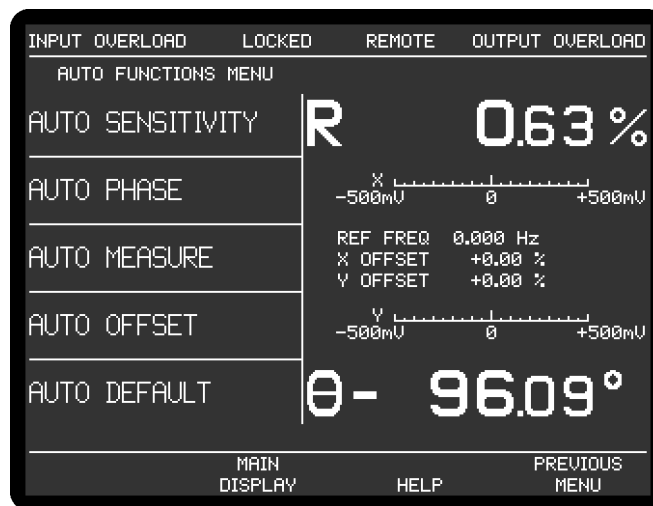 INPUT OVERLOAD LOCKED REMOTE OUTPUT OVERLOAD
AUTO FUNCTIONS MENU
AUTO SENSITIVITY
R 0.63 %
AUTO PHASE
X
-500mV 0 +500mV
AUTO MEASURE
REF FREQ 0.000 Hz
X OFFSET +0.00 %
Y OFFSET +0.00 %
AUTO OFFSET
Y
-500mV 0 +500mV
AUTO DEFAULT
θ- 96.09°
MAIN DISPLAY
HELP
PREVIOUS MENU